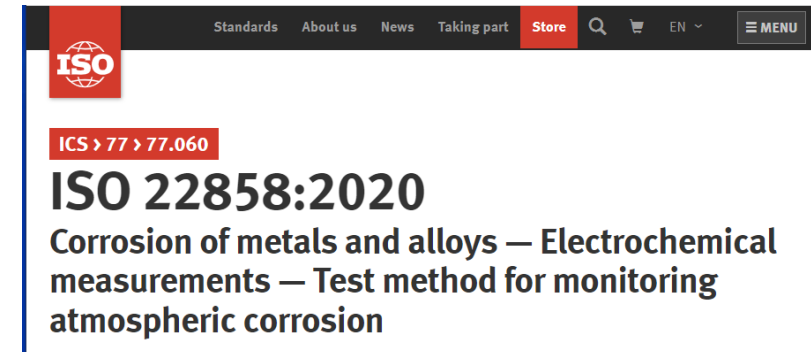 Standards About us News Taking part Store EN MENU
ISO
ICS › 77 › 77.060
ISO 22858:2020
Corrosion of metals and alloys — Electrochemical
measurements — Test method for monitoring
atmospheric corrosion